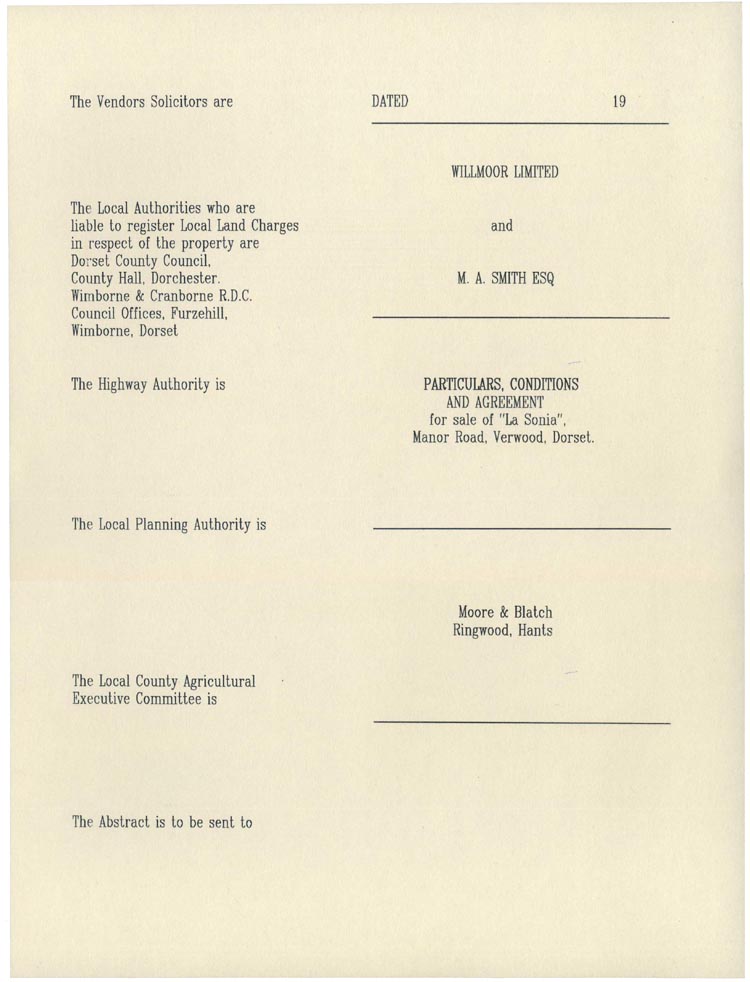 The Vendors Solicitors are
The Local Authorities who are
liable to register Local Land Charges
in respect of the property are
Dorset County Council,
County Hall, Dorchester.
Wimborne & Cranborne R.D.C.
Council Offices, Furzehill,
Wimborne, Dorset
The Highway Authority is
The Local Planning Authority is
The Local County Agricultural
Executive Committee is
The Abstract is to be sent to
DATED 19
WILLMOOR LIMITED
and
M. A. SMITH ESQ
PARTICULARS, CONDITIONS
AND AGREEMENT
for sale of "La Sonia",
Manor Road, Verwood, Dorset.
Moore & Blatch
Ringwood, Hants